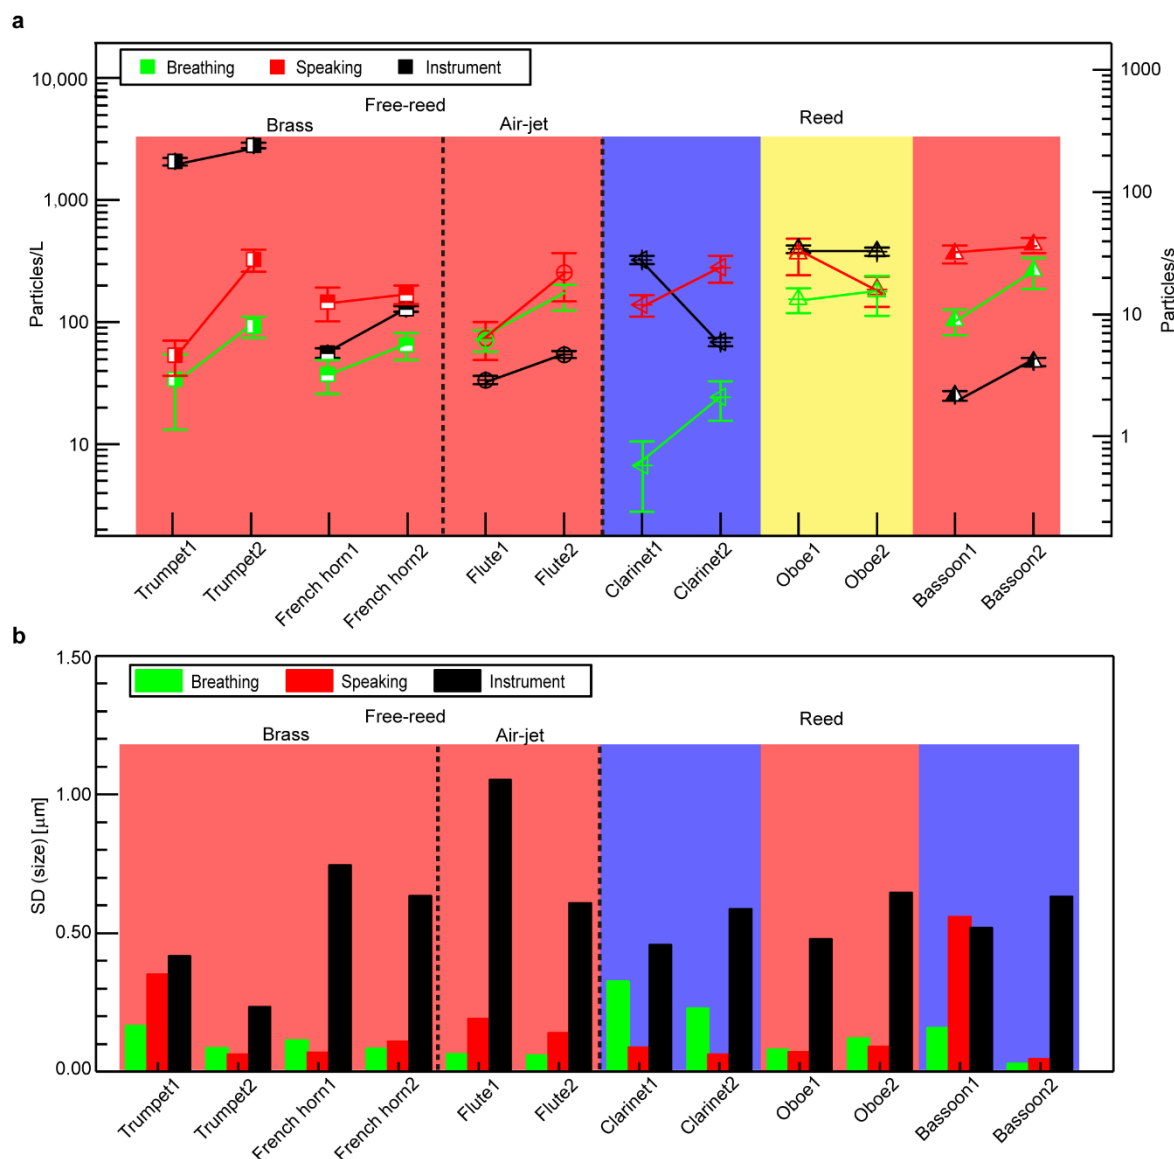 a
Breathing Speaking Instrument
Free-reed
Brass Air-jet Reed
10,000
1,000
100
10
Particles/L
1000
100
10
1
Particles/s
Trumpet1 Trumpet2 French horn1 French horn2 Flute1 Flute2 Clarinet1 Clarinet2 Oboe1 Oboe2 Bassoon1 Bassoon2
b
Breathing Speaking Instrument
Free-reed
Brass Air-jet Reed
1.50
1.00
0.50
0.00
SD (size) [μm]
Trumpet1 Trumpet2 French horn1 French horn2 Flute1 Flute2 Clarinet1 Clarinet2 Oboe1 Oboe2 Bassoon1 Bassoon2